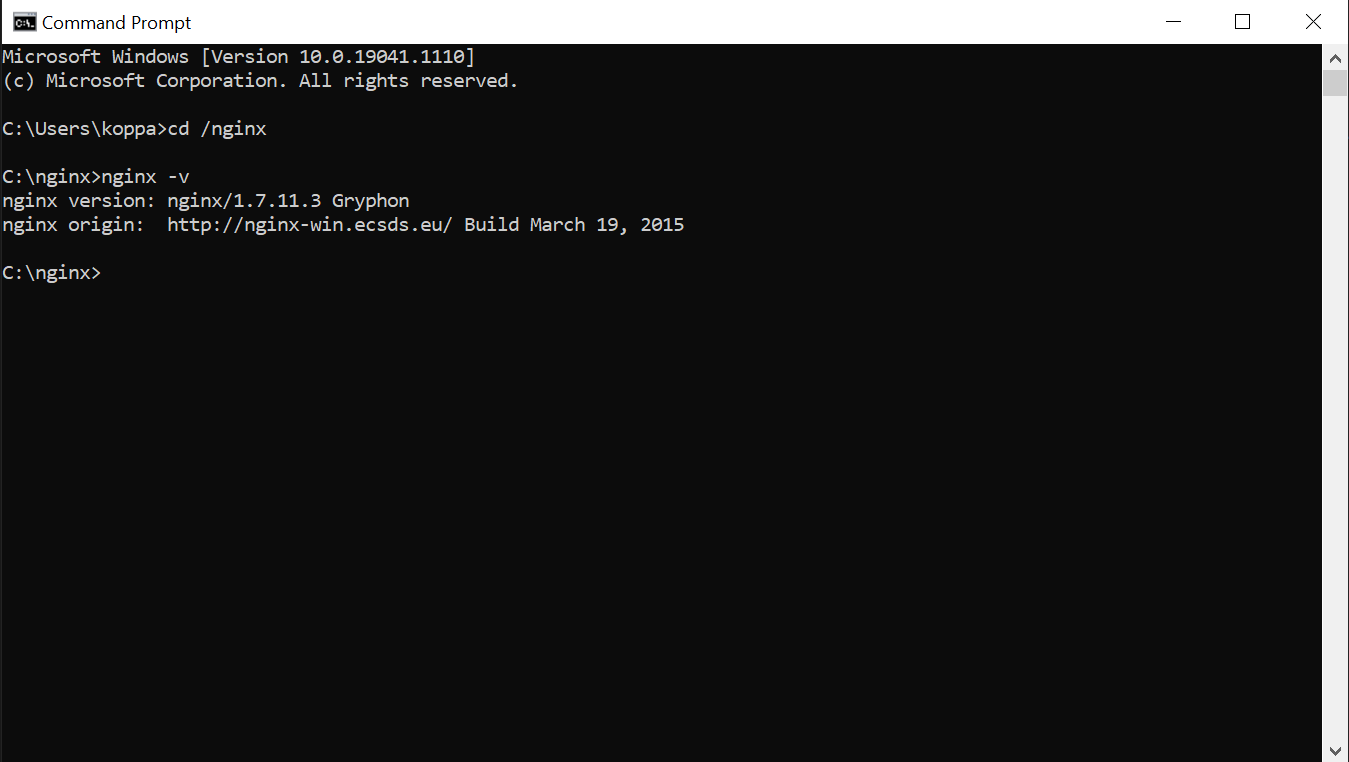 Command Prompt
Microsoft Windows [Version 10.0.19041.1110]
(c) Microsoft Corporation. All rights reserved.
C:\Users\koppa>cd /nginx
C:\nginx>nginx -v
nginx version: nginx/1.7.11.3 Gryphon
nginx origin:  http://nginx-win.ecsds.eu/ Build March 19, 2015
C:\nginx>